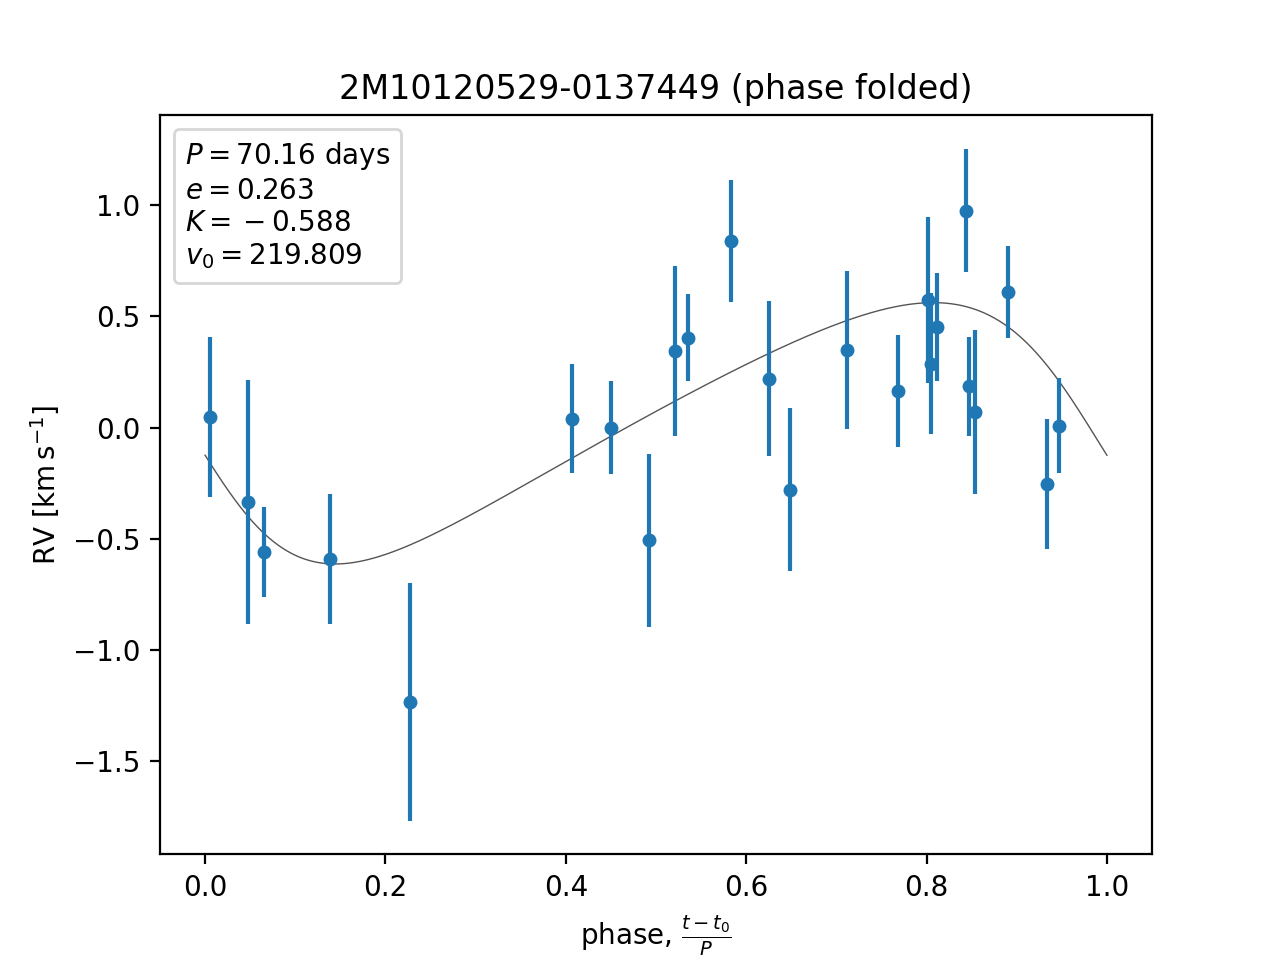 2M10120529-0137449 (phase folded)
P = 70.16 days
e = 0.263
K = −0.588
v₀ = 219.809
1.0
0.5
0.0
−0.5
−1.0
−1.5
RV [km s⁻¹]
0.0 0.2 0.4 0.6 0.8 1.0
phase, (t − t₀)/P